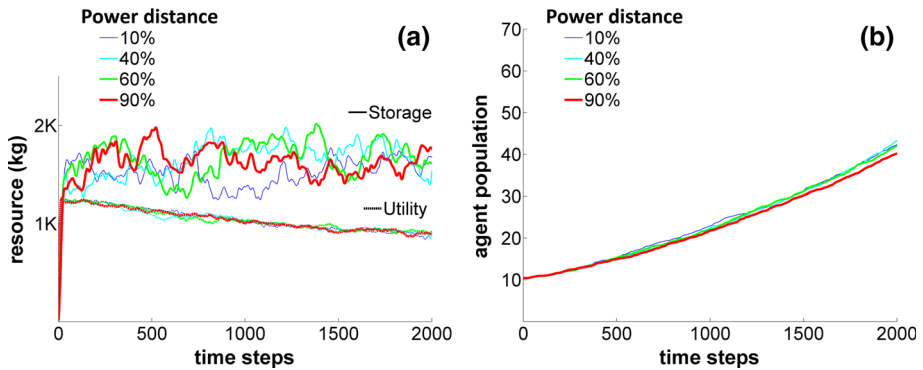 Power distance
10%
40%
60%
90%
(a)
Storage
Utility
2K
1K
resource (kg)
0
500
1000
1500
2000
time steps
Power distance
10%
40%
60%
90%
(b)
70
60
50
40
30
20
10
agent population
0
500
1000
1500
2000
time steps